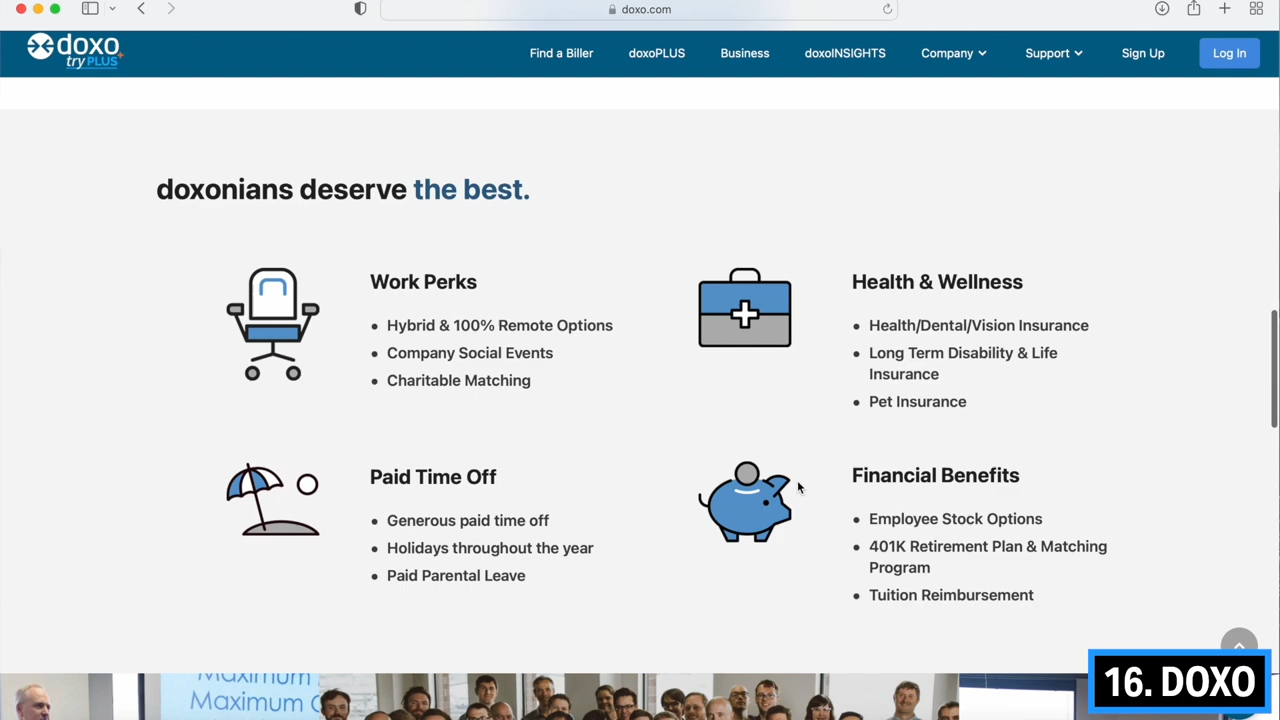 doxo.com
doxo
try PLUS+
Find a Biller
doxoPLUS
Business
doxoINSIGHTS
Company
Support
Sign Up
Log In
doxonians deserve the best.
Work Perks
• Hybrid & 100% Remote Options
• Company Social Events
• Charitable Matching
Health & Wellness
• Health/Dental/Vision Insurance
• Long Term Disability & Life
Insurance
• Pet Insurance
Paid Time Off
• Generous paid time off
• Holidays throughout the year
• Paid Parental Leave
Financial Benefits
• Employee Stock Options
• 401K Retirement Plan & Matching
Program
• Tuition Reimbursement
Maximum
Maximum
16. DOXO